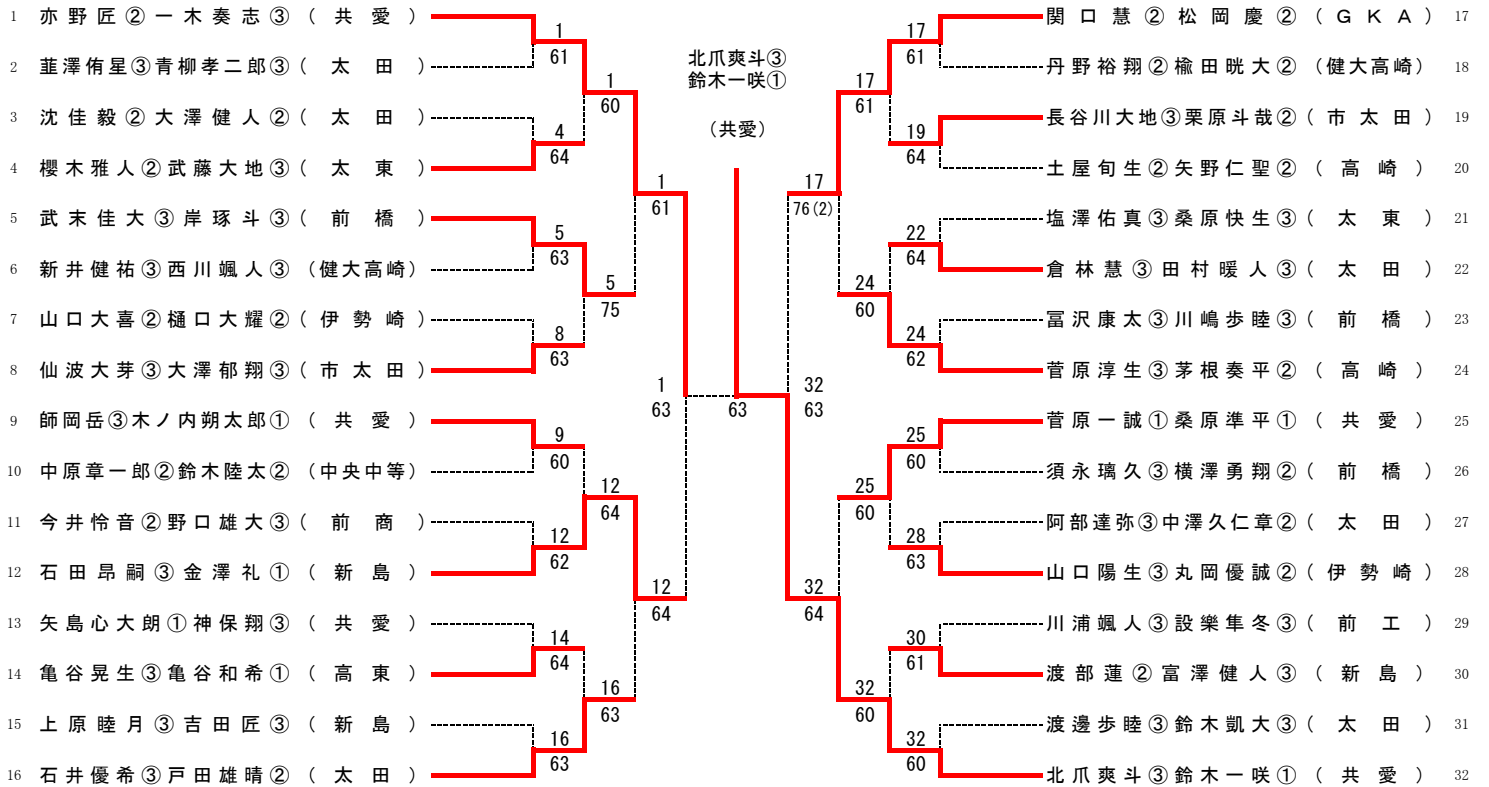 1 亦野匠②一木奏志③（共愛）
2 韮澤侑星③青柳孝二郎③（太田）
3 沈佳毅②大澤健人②（太田）
4 櫻木雅人②武藤大地③（太東）
5 武末佳大③岸琢斗③（前橋）
6 新井健祐③西川颯人③（健大高崎）
7 山口大喜②樋口大耀②（伊勢崎）
8 仙波大芽③大澤郁翔③（市太田）
9 師岡岳③木ノ内朔太郎①（共愛）
10 中原章一郎②鈴木陸太②（中央中等）
11 今井怜音②野口雄大③（前商）
12 石田昂嗣③金澤礼①（新島）
13 矢島心大朗①神保翔③（共愛）
14 亀谷晃生③亀谷和希①（高東）
15 上原睦月③吉田匠③（新島）
16 石井優希③戸田雄晴②（太田）
1
61
4
64
5
63
8
63
9
60
12
62
14
64
16
63
1
60
5
75
12
64
16
63
1
61
12
64
1
63
北爪爽斗③
鈴木一咲①
（共愛）
63
32
63
17
76(2)
32
64
17
61
24
60
25
60
32
60
17
61
19
64
22
64
24
62
25
60
28
63
30
61
32
60
関口慧②松岡慶②（GKA）17
丹野裕翔②楡田晄大②（健大高崎）18
長谷川大地③栗原斗哉②（市太田）19
土屋旬生②矢野仁聖②（高崎）20
塩澤佑真③桑原快生③（太東）21
倉林慧③田村暖人③（太田）22
冨沢康太③川嶋歩睦③（前橋）23
菅原淳生③茅根奏平②（高崎）24
菅原一誠①桑原準平①（共愛）25
須永璃久③横澤勇翔②（前橋）26
阿部達弥③中澤久仁章②（太田）27
山口陽生③丸岡優誠②（伊勢崎）28
川浦颯人③設樂隼冬③（前工）29
渡部蓮②富澤健人③（新島）30
渡邊歩睦③鈴木凱大③（太田）31
北爪爽斗③鈴木一咲①（共愛）32